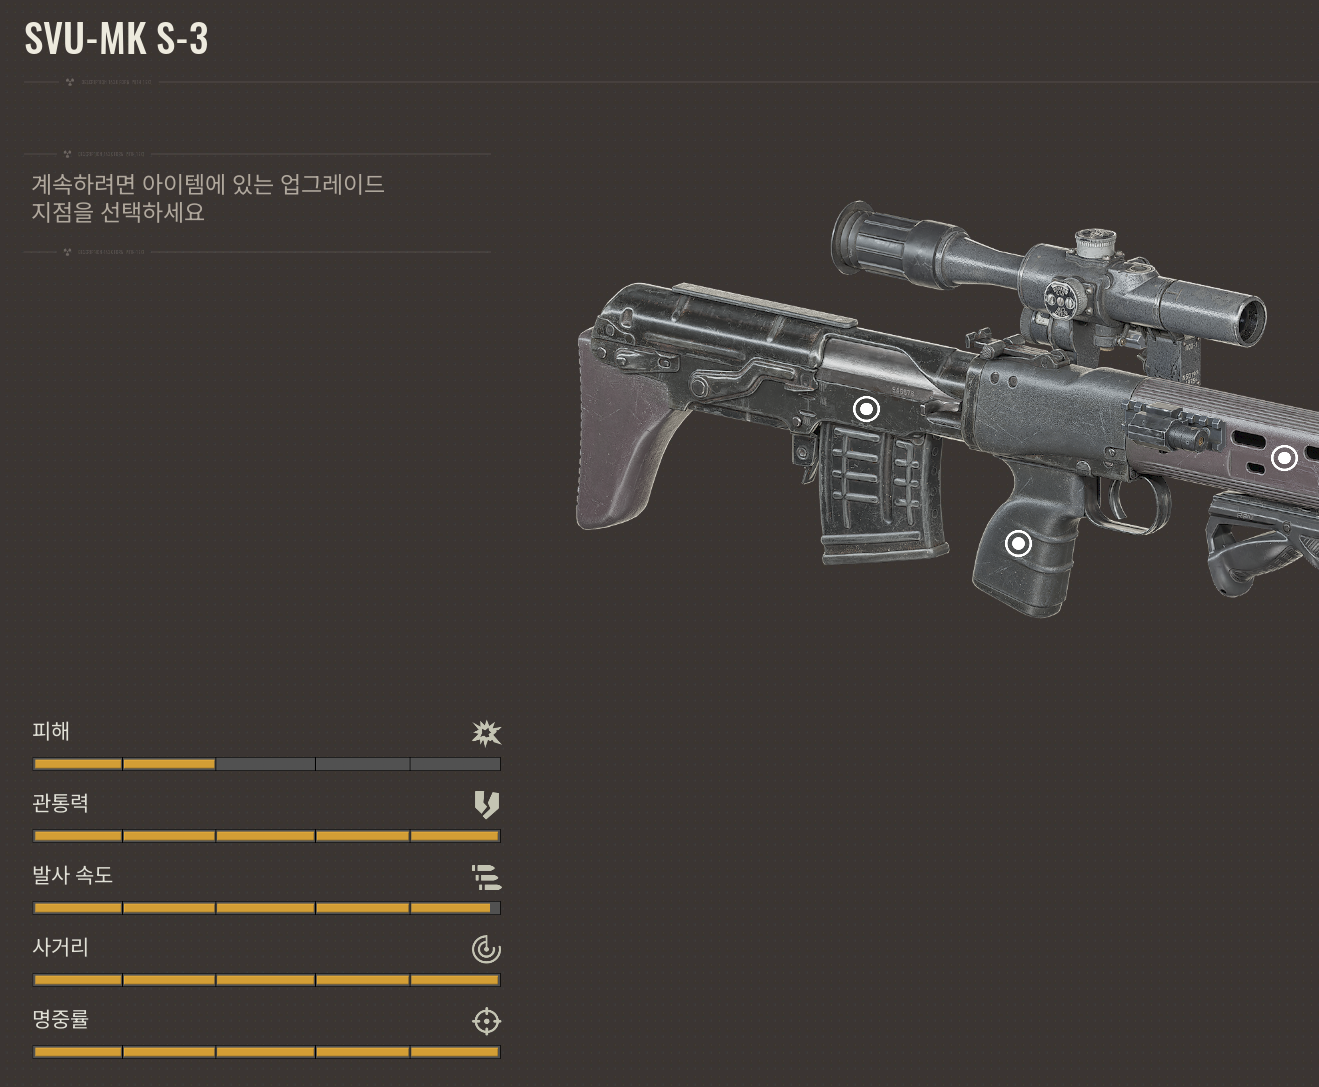 SVU-MK S-3
계속하려면 아이템에 있는 업그레이드
지점을 선택하세요
피해
관통력
발사 속도
사거리
명중률